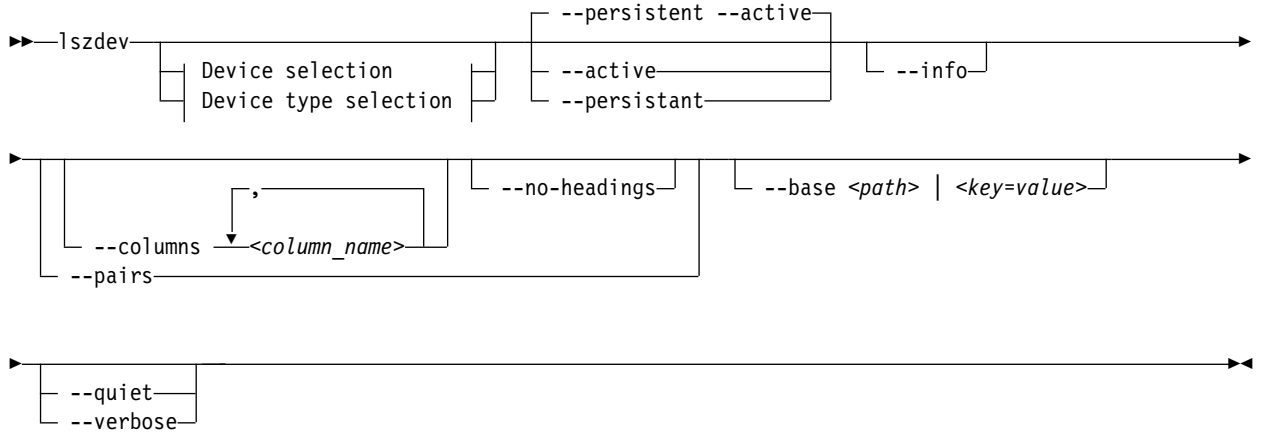 --persistent --active
lszdev
Device selection
Device type selection
--active
--persistant
--info
--columns
,
<column_name>
--no-headings
--pairs
--base <path> | <key=value>
--quiet
--verbose